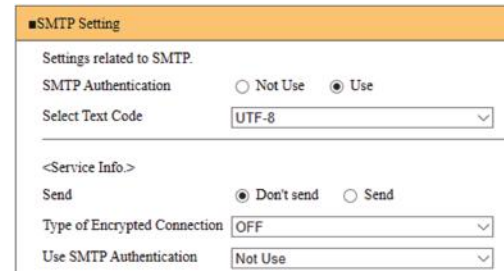 ■SMTP Setting
Settings related to SMTP.
SMTP Authentication Not Use Use
Select Text Code UTF-8
<Service Info.>
Send Don't send Send
Type of Encrypted Connection OFF
Use SMTP Authentication Not Use